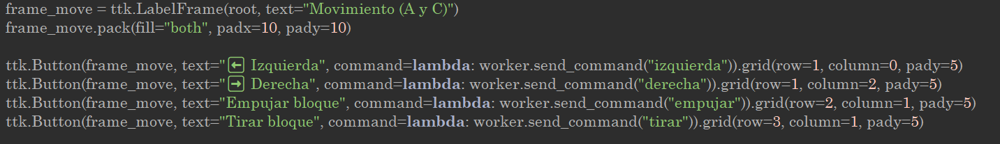 frame_move = ttk.LabelFrame(root, text="Movimiento (A y C)")
frame_move.pack(fill="both", padx=10, pady=10)
ttk.Button(frame_move, text="⬅️ Izquierda", command=lambda: worker.send_command("izquierda")).grid(row=1, column=0, pady=5)
ttk.Button(frame_move, text="➡️ Derecha", command=lambda: worker.send_command("derecha")).grid(row=1, column=2, pady=5)
ttk.Button(frame_move, text="Empujar bloque", command=lambda: worker.send_command("empujar")).grid(row=2, column=1, pady=5)
ttk.Button(frame_move, text="Tirar bloque", command=lambda: worker.send_command("tirar")).grid(row=3, column=1, pady=5)